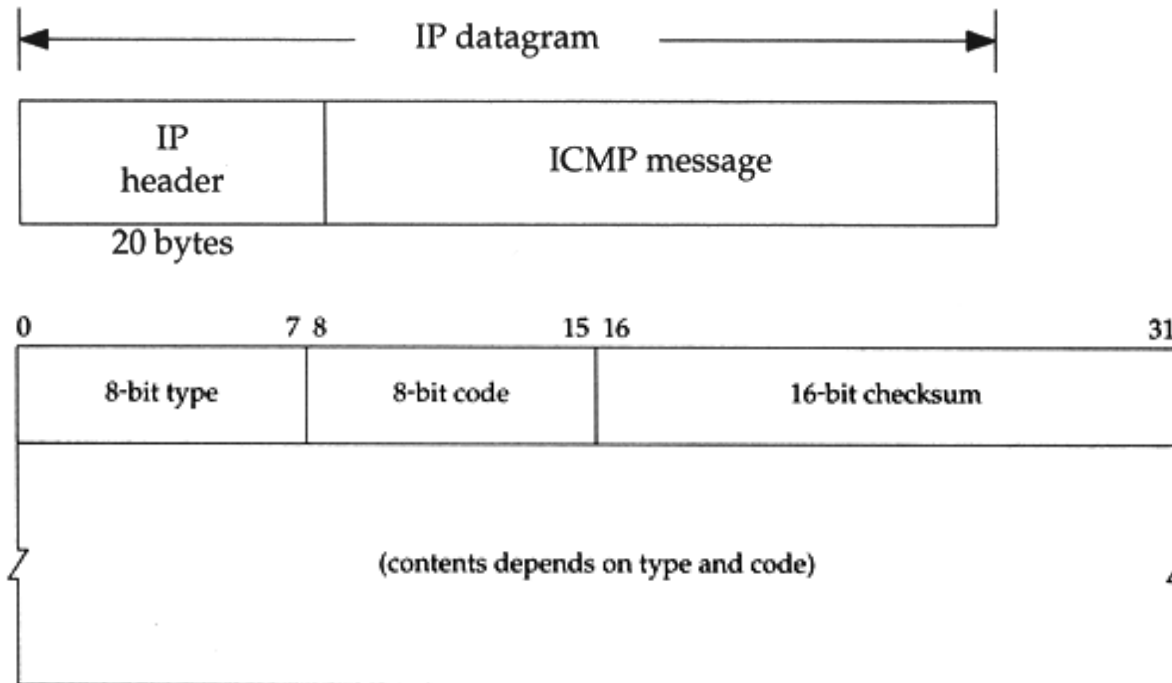 IP datagram
IP
header
ICMP message
20 bytes
0 7 8 15 16 31
8-bit type 8-bit code 16-bit checksum
(contents depends on type and code)